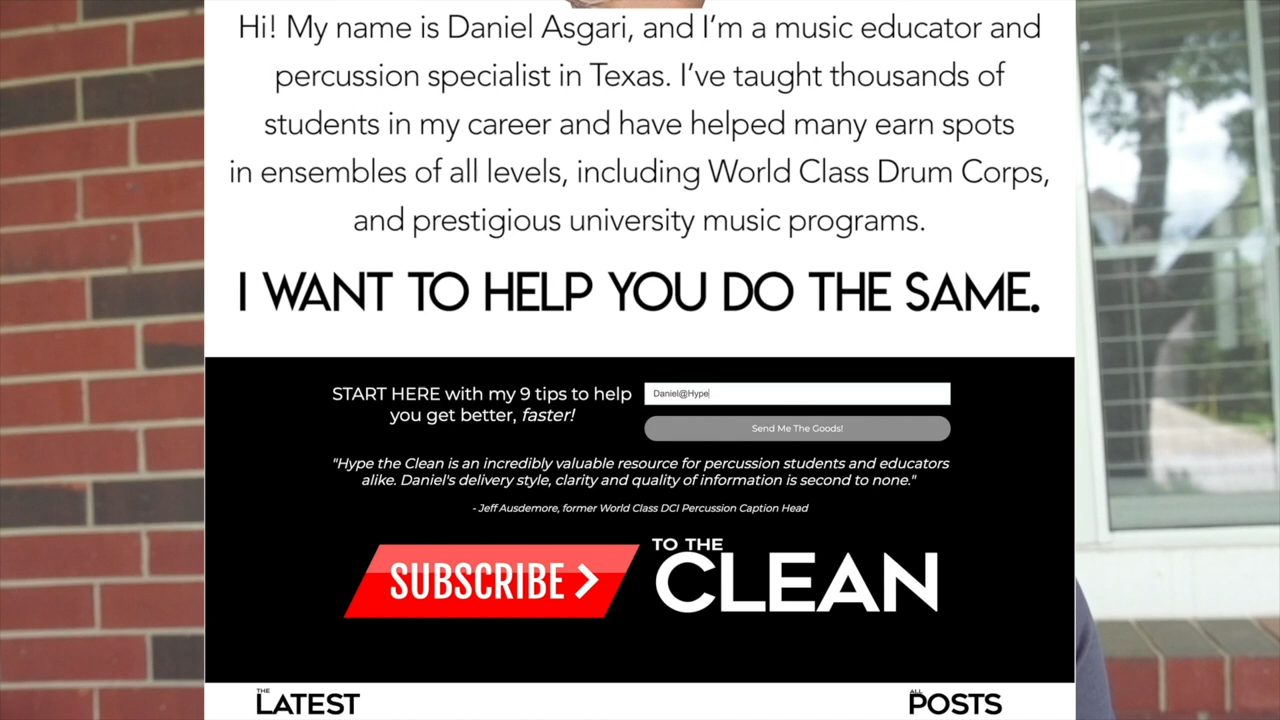 Hi! My name is Daniel Asgari, and I’m a music educator and
percussion specialist in Texas. I’ve taught thousands of
students in my career and have helped many earn spots
in ensembles of all levels, including World Class Drum Corps,
and prestigious university music programs.
I WANT TO HELP YOU DO THE SAME.
START HERE with my 9 tips to help
you get better, faster!
Daniel@Hype
Send Me The Goods!
"Hype the Clean is an incredibly valuable resource for percussion students and educators
alike. Daniel's delivery style, clarity and quality of information is second to none."
- Jeff Ausdemore, former World Class DCI Percussion Caption Head
SUBSCRIBE >
TO THE
CLEAN
THE
LATEST
ALL
POSTS